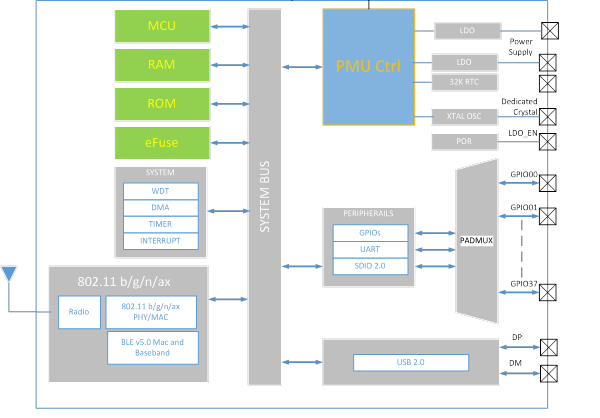 MCU
RAM
ROM
eFuse
SYSTEM
WDT
DMA
TIMER
INTERRUPT
802.11 b/g/n/ax
Radio
802.11 b/g/n/ax
PHY/MAC
BLE v5.0 Mac and
Baseband
SYSTEM BUS
PMU Ctrl
LDO
LDO
32K RTC
XTAL OSC
POR
Power
Supply
Dedicated
Crystal
LDO_EN
PERIPHERAILS
GPIOs
UART
SDIO 2.0
PADMUX
GPIO00
GPIO01
GPIO37
USB 2.0
DP
DM